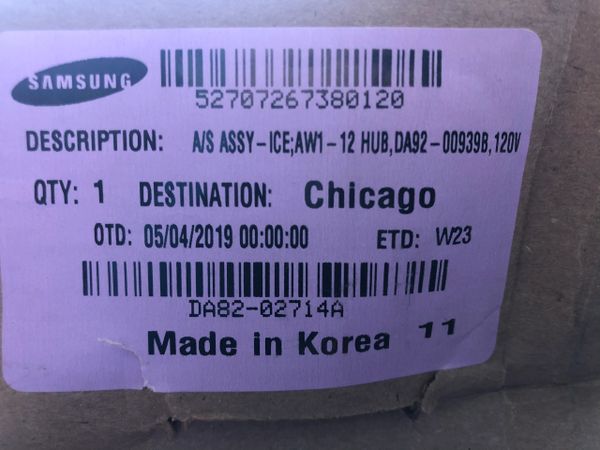 SAMSUNG
52707267380120
DESCRIPTION: A/S ASSY-ICE;AW1-12 HUB,DA92-00939B,120V
QTY: 1 DESTINATION: Chicago
OTD: 05/04/2019 00:00:00 ETD: W23
DA82-02714A
Made in Korea 11